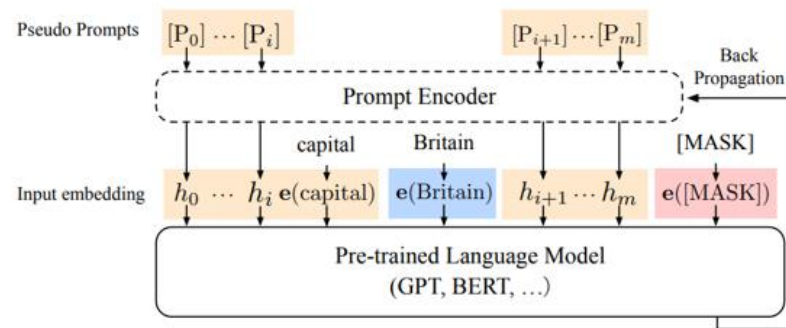 Pseudo Prompts [P₀] ⋯ [Pᵢ] [Pᵢ₊₁] ⋯ [Pₘ]
Back
Propagation
Prompt Encoder
capital Britain [MASK]
Input embedding h₀ ⋯ hᵢ e(capital) e(Britain) hᵢ₊₁ ⋯ hₘ e([MASK])
Pre-trained Language Model
(GPT, BERT, …)